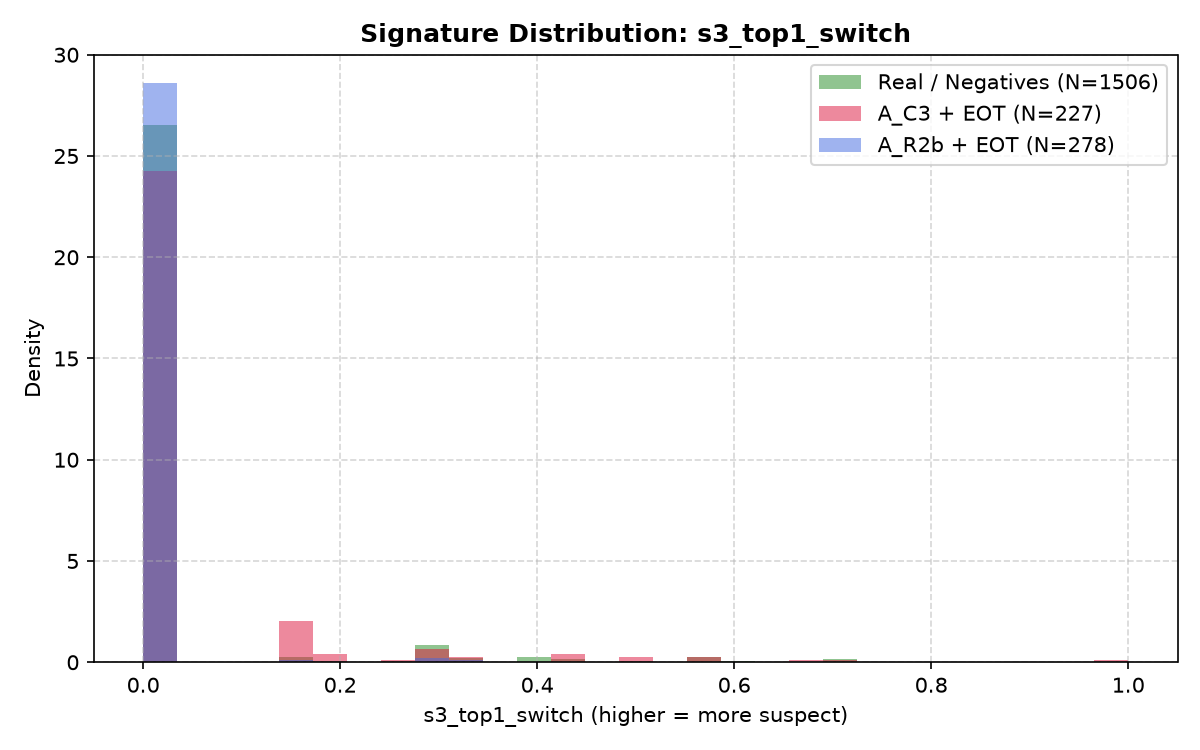 Signature Distribution: s3_top1_switch
Real / Negatives (N=1506)
A_C3 + EOT (N=227)
A_R2b + EOT (N=278)
30
25
20
15
10
5
0
Density
0.0 0.2 0.4 0.6 0.8 1.0
s3_top1_switch (higher = more suspect)